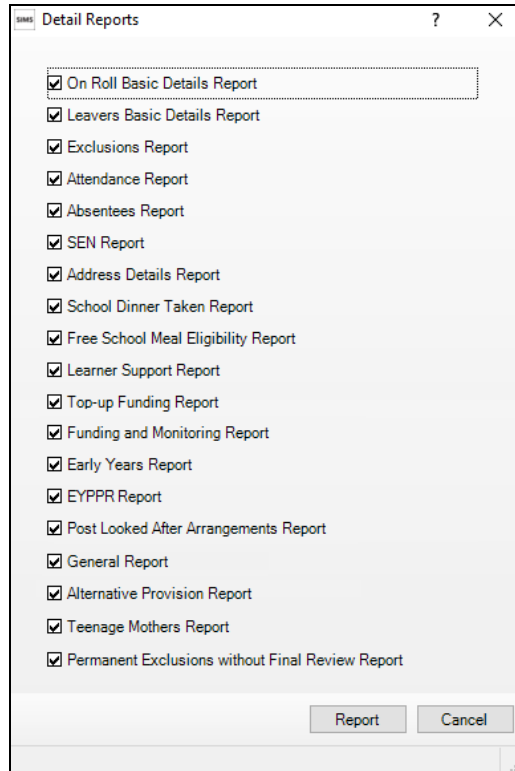 SIMS Detail Reports ? X
On Roll Basic Details Report
Leavers Basic Details Report
Exclusions Report
Attendance Report
Absentees Report
SEN Report
Address Details Report
School Dinner Taken Report
Free School Meal Eligibility Report
Learner Support Report
Top-up Funding Report
Funding and Monitoring Report
Early Years Report
EYPPR Report
Post Looked After Arrangements Report
General Report
Alternative Provision Report
Teenage Mothers Report
Permanent Exclusions without Final Review Report
Report Cancel